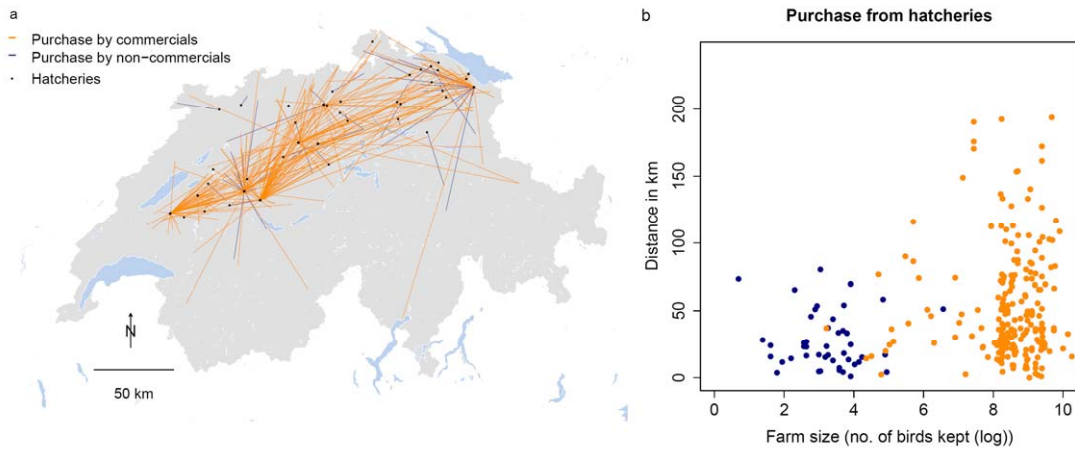 a
Purchase by commercials
Purchase by non−commercials
Hatcheries
N
50 km
b
Purchase from hatcheries
Distance in km
200
150
100
50
0
0 2 4 6 8 10
Farm size (no. of birds kept (log))